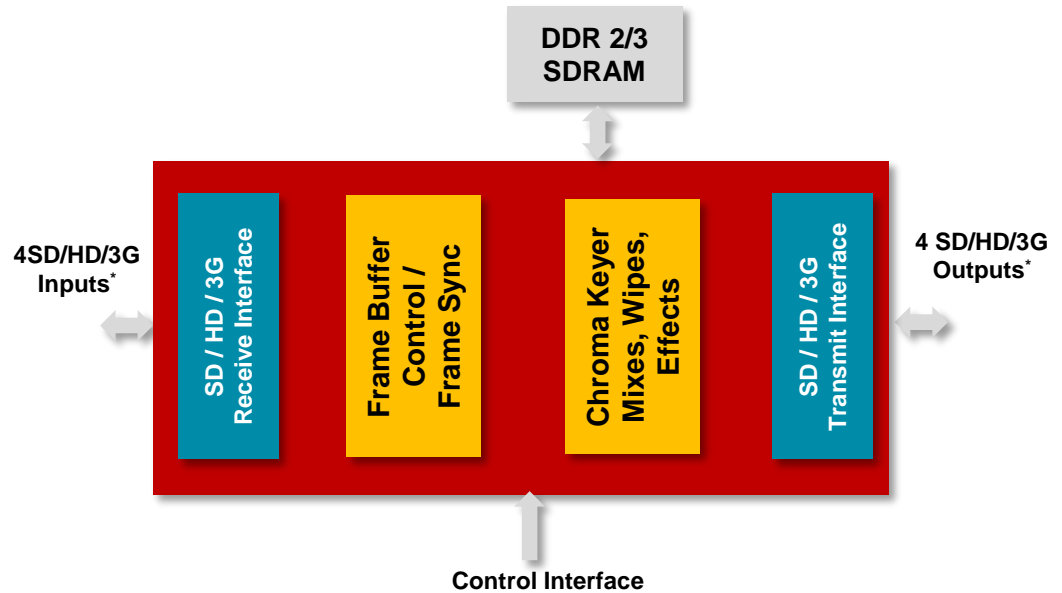 DDR 2/3
SDRAM
4SD/HD/3G
Inputs*
SD / HD / 3G
Receive Interface
Frame Buffer
Control /
Frame Sync
Chroma Keyer
Mixes, Wipes,
Effects
SD / HD / 3G
Transmit Interface
4 SD/HD/3G
Outputs*
Control Interface